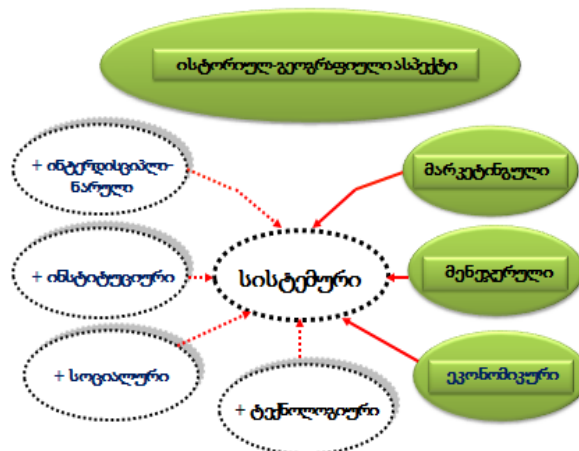 ისტორიულ-გეოგრაფიული ასპექტი
+ ინტერდისციპლი-
ნარული
მარკეტინგული
+ ინსტიტუციური
სისტემური
მენეჯერული
+ სოციალური
ეკონომიკური
+ ტექნოლოგიური